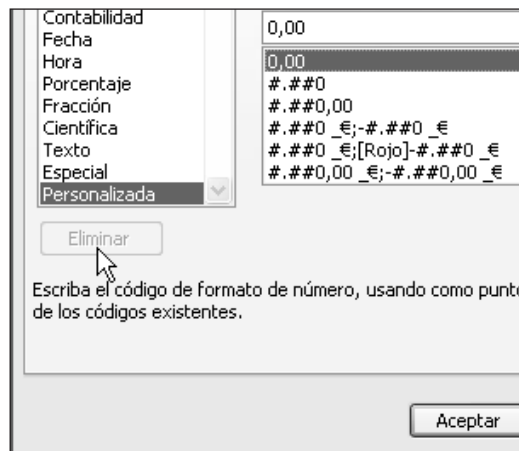 Contabilidad
Fecha
Hora
Porcentaje
Fracción
Científica
Texto
Especial
Personalizada
0,00
0,00
#.##0
#.##0,00
#.##0 _€;-#.##0 _€
#.##0 _€;[Rojo]-#.##0 _€
#.##0,00 _€;-#.##0,00 _€
Eliminar
Escriba el código de formato de número, usando como punto
de los códigos existentes.
Aceptar